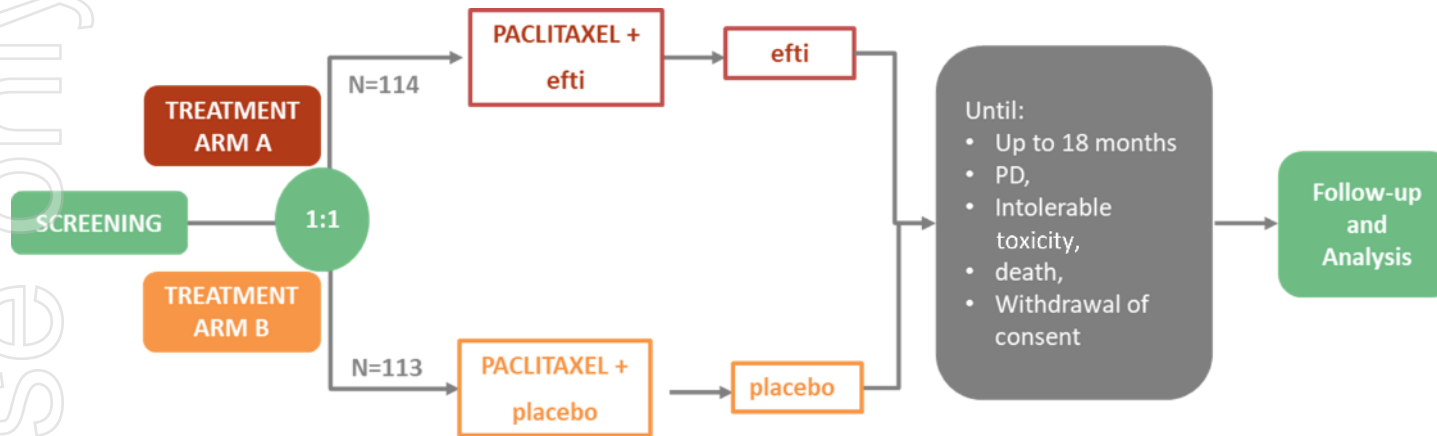 PACLITAXEL +
efti
efti
N=114
TREATMENT
ARM A
SCREENING
1:1
TREATMENT
ARM B
N=113
PACLITAXEL +
placebo
placebo
Until:
• Up to 18 months
• PD,
• Intolerable
toxicity,
• death,
• Withdrawal of
consent
Follow-up
and
Analysis